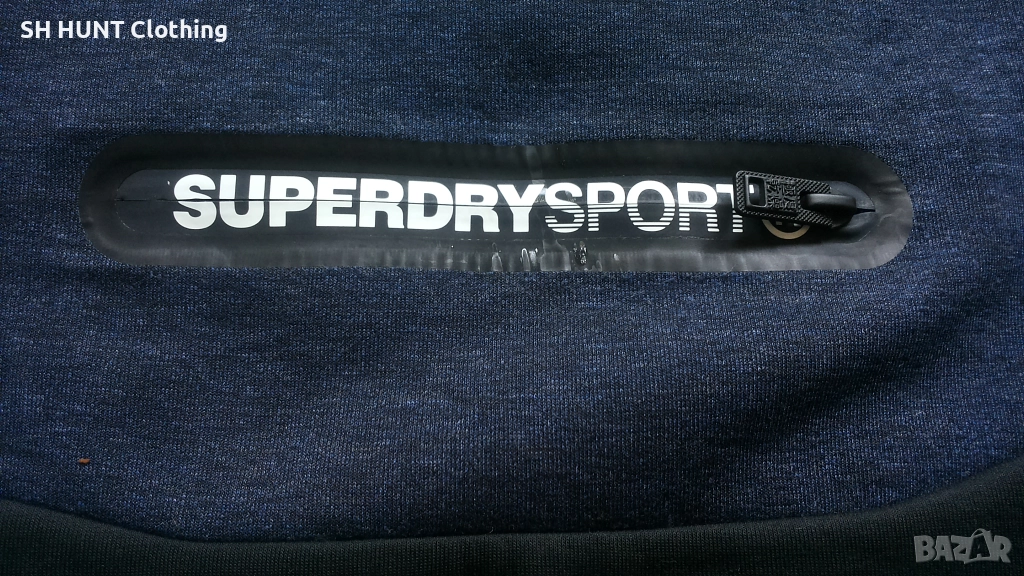 SH HUNT Clothing
SUPERDRYSPORT
BAZAR